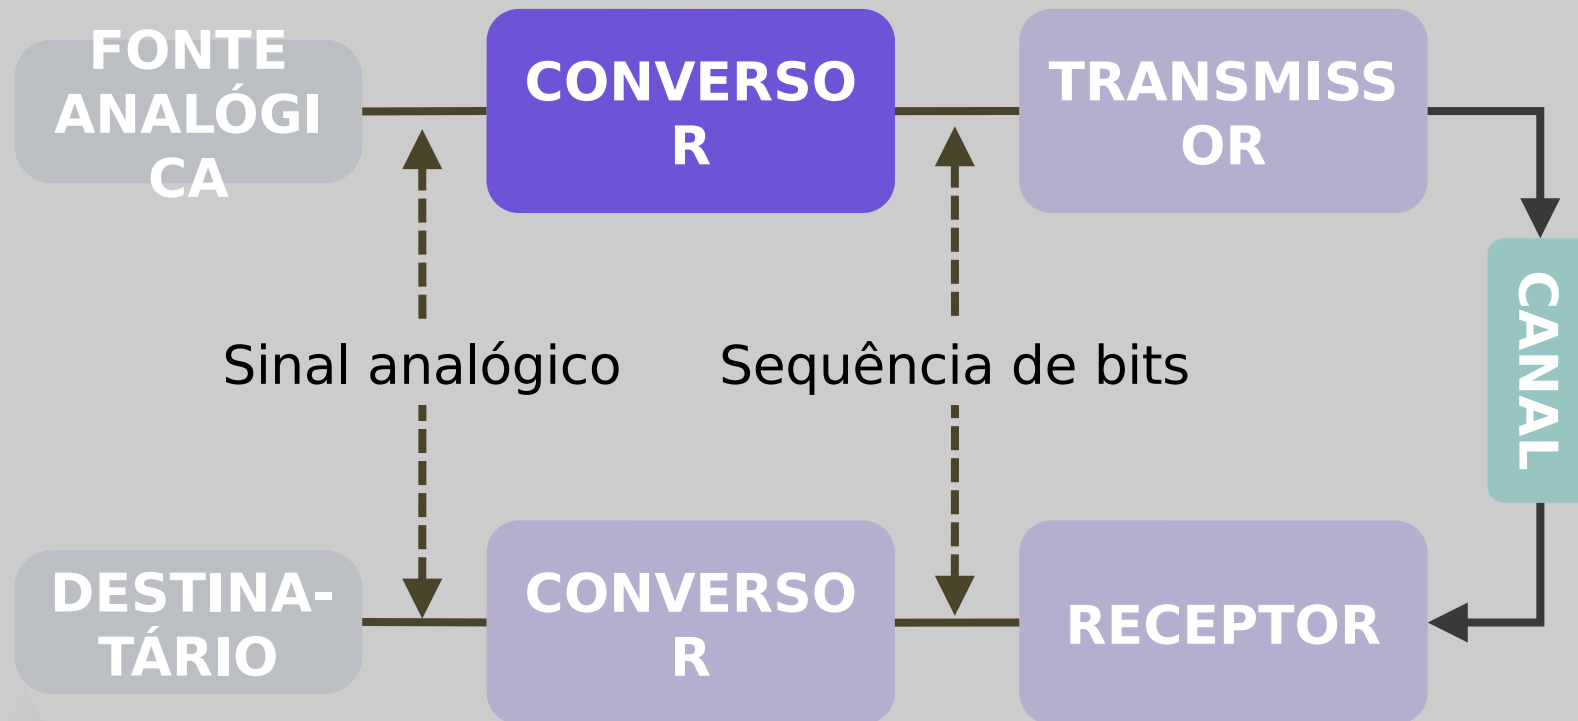 FONTE
ANALÓGI
CA
CONVERSO
R
TRANSMISS
OR
CANAL
Sinal analógico
Sequência de bits
DESTINA-
TÁRIO
CONVERSO
R
RECEPTOR